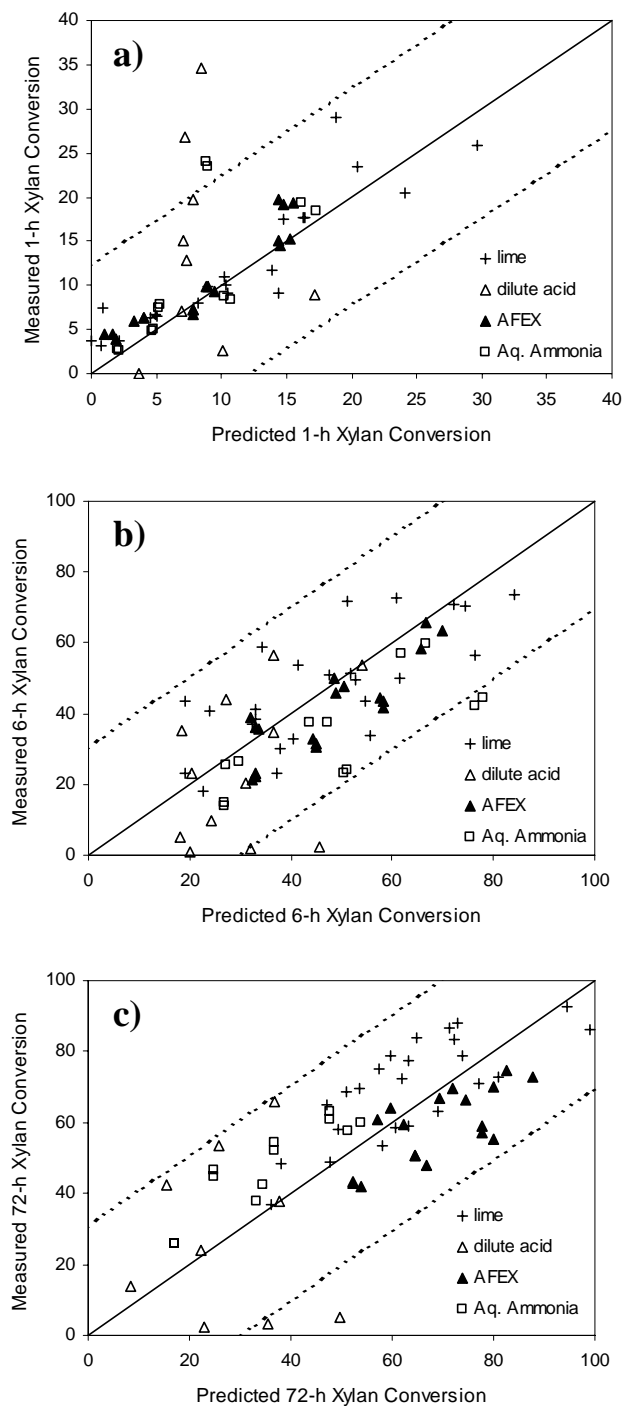 a)
Measured 1-h Xylan Conversion
40
35
30
25
20
15
10
5
0
lime
dilute acid
AFEX
Aq. Ammonia
0 5 10 15 20 25 30 35 40
Predicted 1-h Xylan Conversion
b)
Measured 6-h Xylan Conversion
100
80
60
40
20
0
lime
dilute acid
AFEX
Aq. Ammonia
0 20 40 60 80 100
Predicted 6-h Xylan Conversion
c)
Measured 72-h Xylan Conversion
100
80
60
40
20
0
lime
dilute acid
AFEX
Aq. Ammonia
0 20 40 60 80 100
Predicted 72-h Xylan Conversion